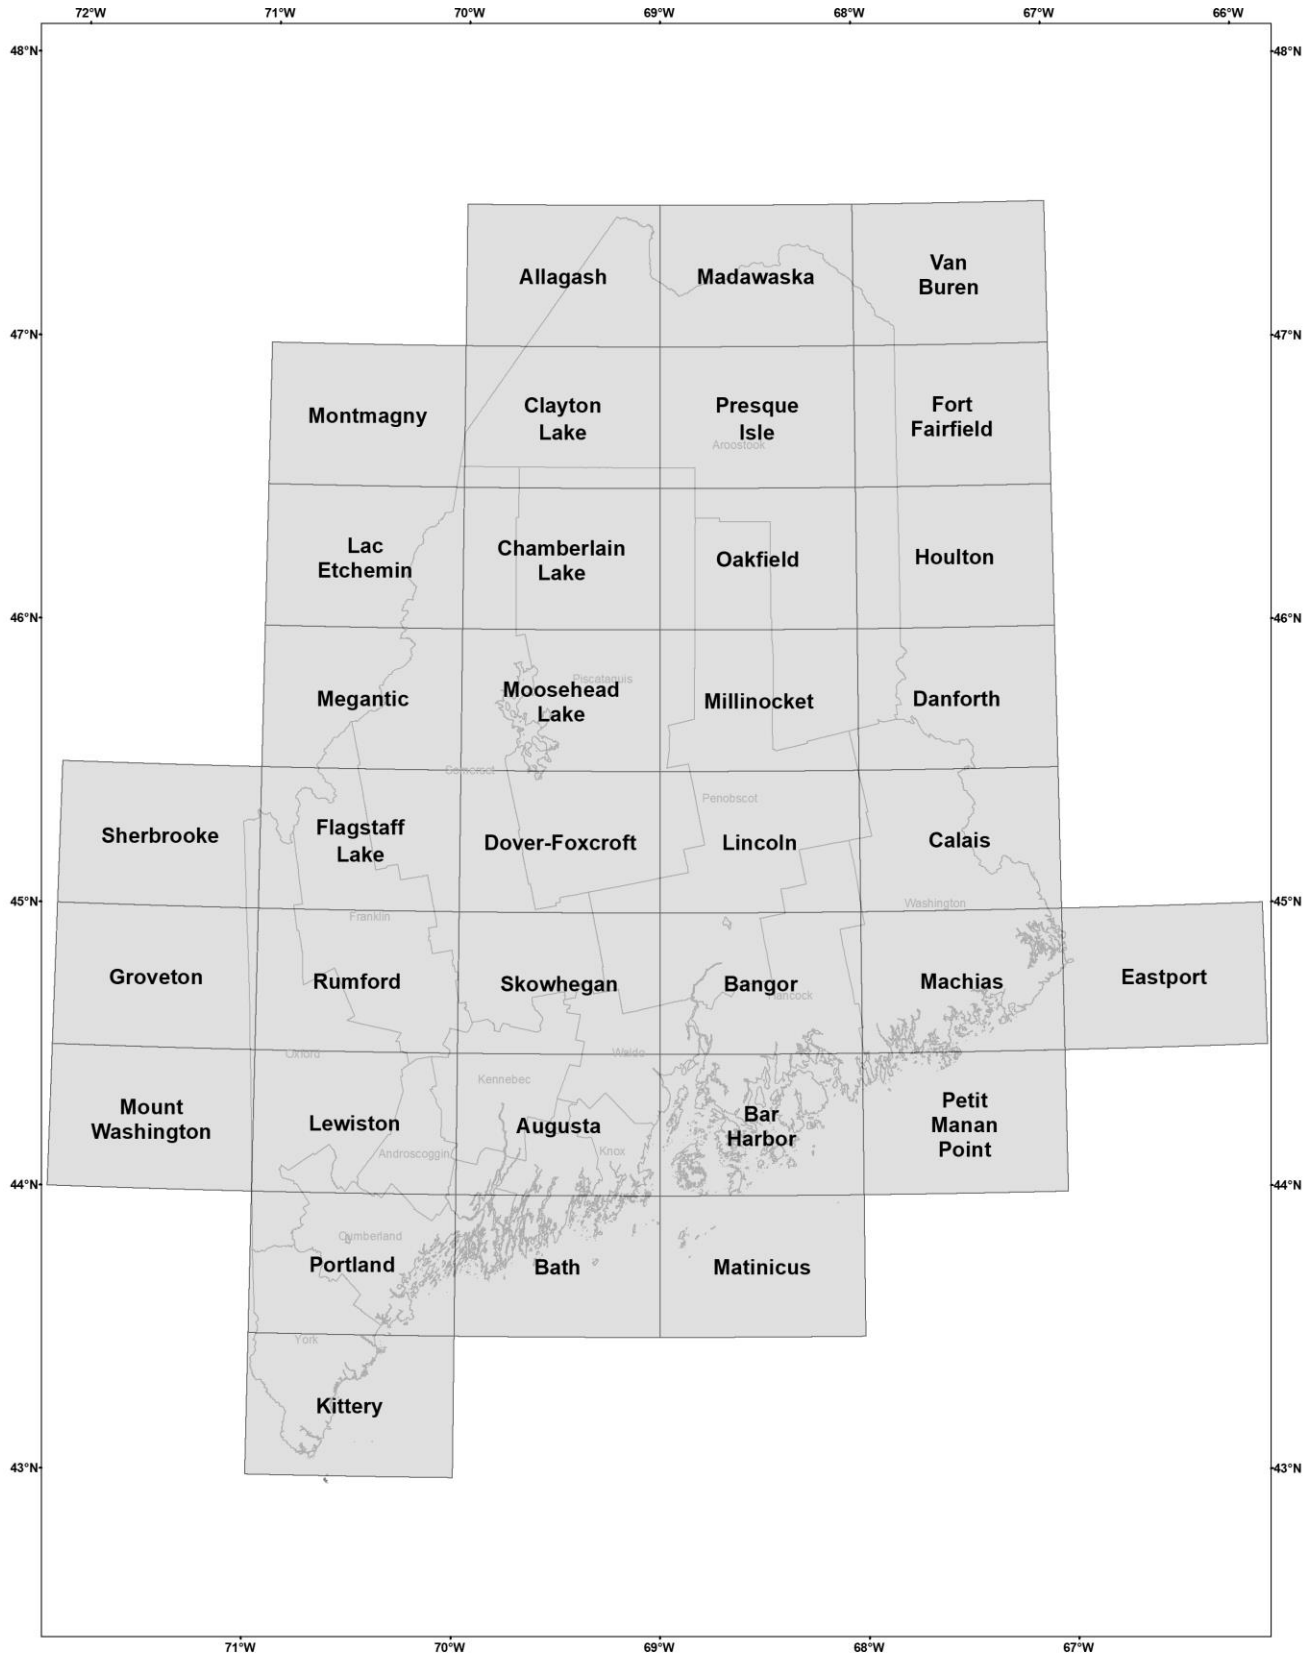 72°W 71°W 70°W 69°W 68°W 67°W 66°W
48°N 48°N
Allagash
Madawaska
Van
Buren
47°N 47°N
Montmagny
Clayton
Lake
Presque
Isle
Aroostook
Fort
Fairfield
Lac
Etchemin
Chamberlain
Lake
Oakfield
Houlton
46°N 46°N
Megantic
Piscataquis
Moosehead
Lake
Millinocket
Danforth
Somerset
Sherbrooke
Flagstaff
Lake
Dover-Foxcroft
Penobscot
Lincoln
Calais
45°N 45°N
Washington
Franklin
Groveton
Rumford
Skowhegan
Bangor
Hancock
Machias
Eastport
Oxford
Waldo
Kennebec
Mount
Washington
Lewiston
Androscoggin
Augusta
Knox
Bar
Harbor
Petit
Manan
Point
44°N 44°N
Cumberland
Portland
Bath
Matinicus
York
Kittery
43°N 43°N
71°W 70°W 69°W 68°W 67°W